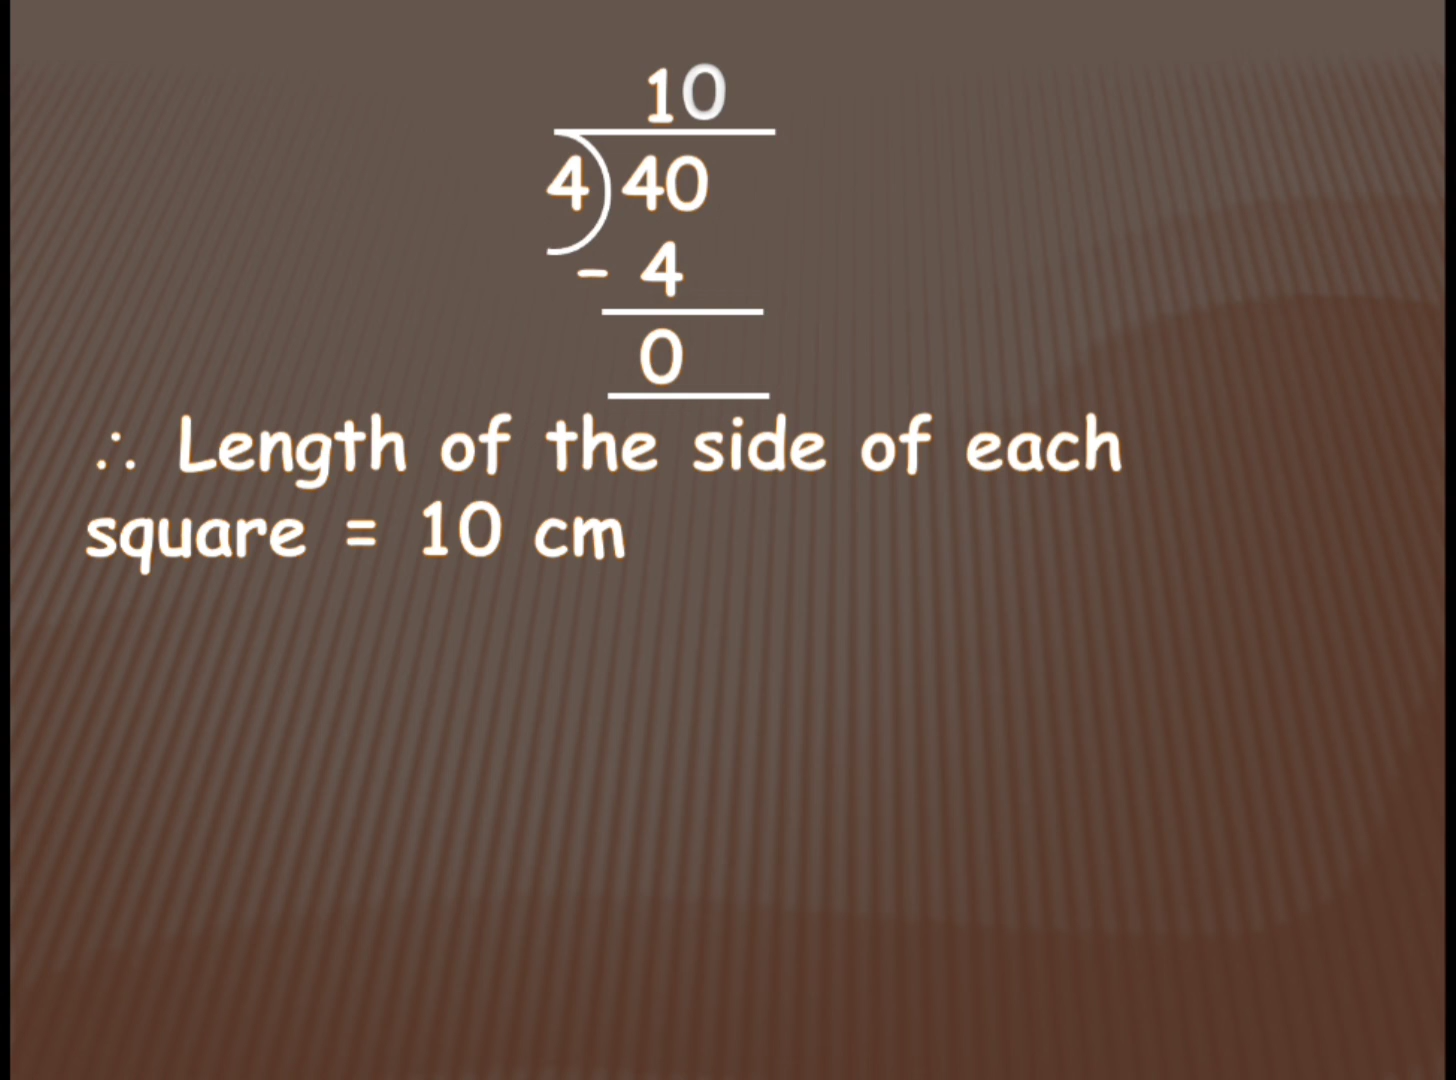 10
4) 40
- 4
0
∴ Length of the side of each
square = 10 cm